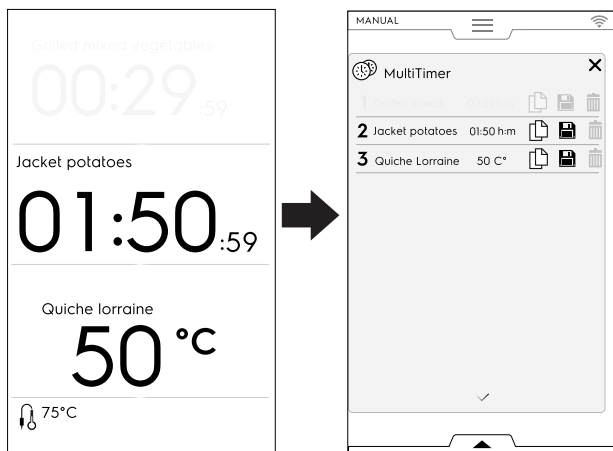 Grilled mixed vegetables
00:29:59
Jacket potatoes
01:50:59
Quiche lorraine
50 °C
75°C
MANUAL
MultiTimer
1 Grilled mixed 00:29 h:m
2 Jacket potatoes 01:50 h:m
3 Quiche Lorraine 50 C°